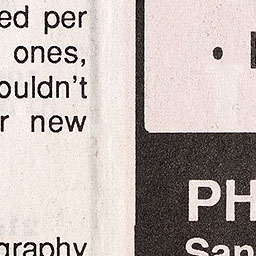 ed per
ones,
ouldn't
r new
graphy
•
PH
San